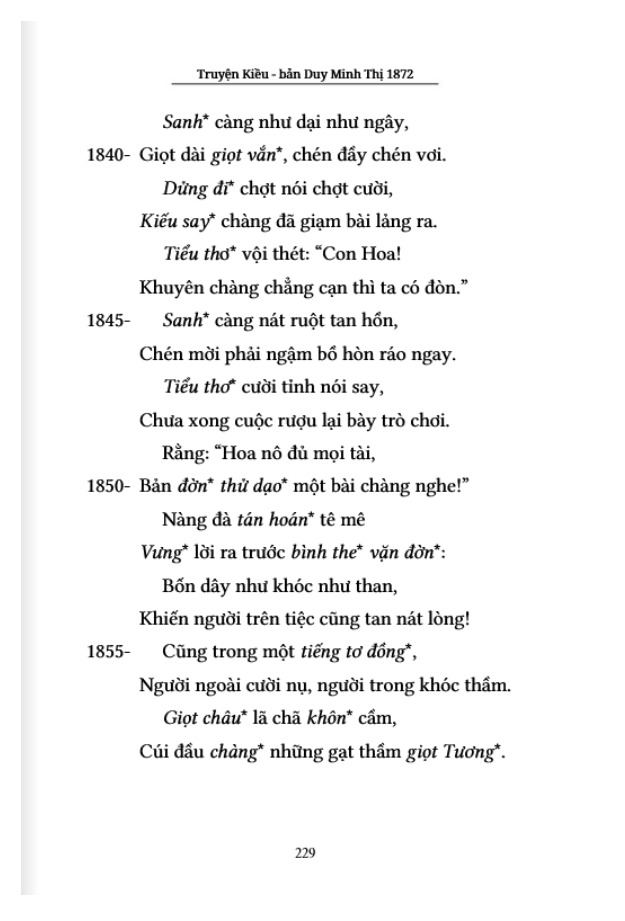 Truyện Kiều - bản Duy Minh Thị 1872
Sanh* càng như dại như ngây,
1840- Giọt dài giọt vắn*, chén đầy chén vơi.
Dửng đi* chợt nói chợt cười,
Kiếu say* chàng đã giạm bài lảng ra.
Tiểu thơ* vội thét: “Con Hoa!
Khuyên chàng chẳng cạn thì ta có đòn.”
1845- Sanh* càng nát ruột tan hồn,
Chén mời phải ngậm bồ hòn ráo ngay.
Tiểu thơ* cười tỉnh nói say,
Chưa xong cuộc rượu lại bày trò chơi.
Rằng: “Hoa nô đủ mọi tài,
1850- Bản đờn* thử dạo* một bài chàng nghe!”
Nàng đà tán hoán* tê mê
Vưng* lời ra trước bình the* vặn đờn*:
Bốn dây như khóc như than,
Khiến người trên tiệc cũng tan nát lòng!
1855- Cũng trong một tiếng tơ đồng*,
Người ngoài cười nụ, người trong khóc thầm.
Giọt châu* lã chã khôn* cầm,
Cúi đầu chàng* những gạt thầm giọt Tương*.
229